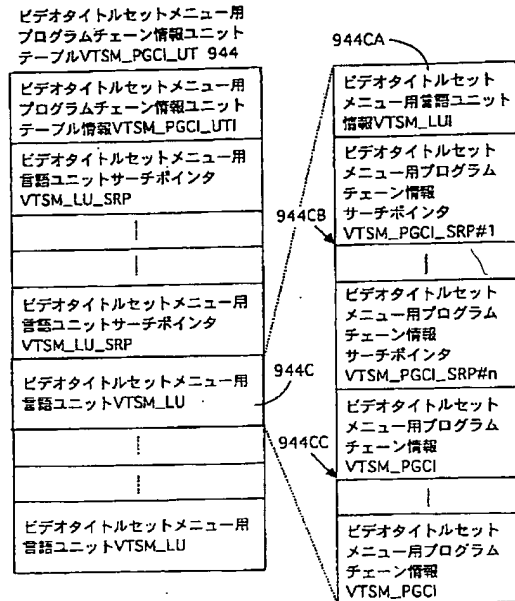 ビデオタイトルセットメニュー用
プログラムチェーン情報ユニット
テーブルVTSM_PGCI_UT 944
ビデオタイトルセットメニュー用
プログラムチェーン情報ユニット
テーブル情報VTSM_PGCI_UTI
ビデオタイトルセットメニュー用
言語ユニットサーチポインタ
VTSM_LU_SRP
ビデオタイトルセットメニュー用
言語ユニットサーチポインタ
VTSM_LU_SRP
ビデオタイトルセットメニュー用
言語ユニットVTSM_LU
ビデオタイトルセットメニュー用
言語ユニットVTSM_LU
944C
944CA
ビデオタイトルセット
メニュー用言語ユニット
情報VTSM_LUI
ビデオタイトルセット
メニュー用プログラム
チェーン情報
サーチポインタ
VTSM_PGCI_SRP#1
944CB
ビデオタイトルセット
メニュー用プログラム
チェーン情報
サーチポインタ
VTSM_PGCI_SRP#n
ビデオタイトルセット
メニュー用プログラム
チェーン情報
VTSM_PGCI
944CC
ビデオタイトルセット
メニュー用プログラム
チェーン情報
VTSM_PGCI